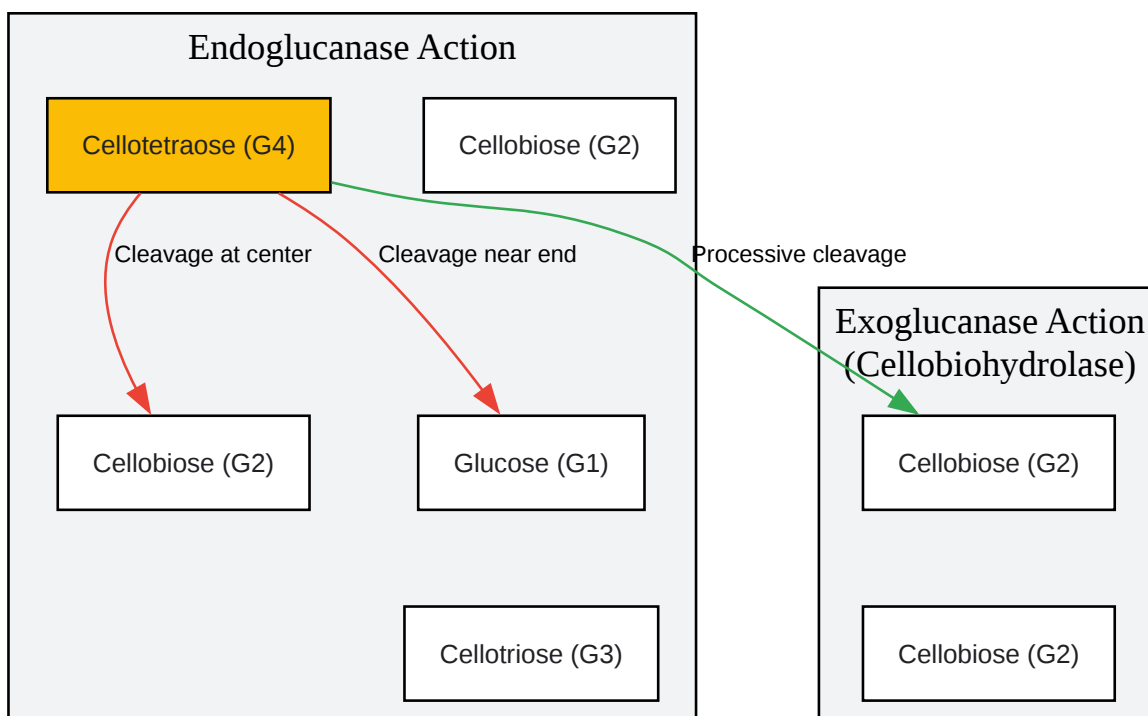 Endoglucanase Action
Cellotetraose (G4)
Cellobiose (G2)
Cleavage at center
Cleavage near end
Processive cleavage
Exoglucanase Action
(Cellobiohydrolase)
Cellobiose (G2)
Glucose (G1)
Cellobiose (G2)
Cellotriose (G3)
Cellobiose (G2)